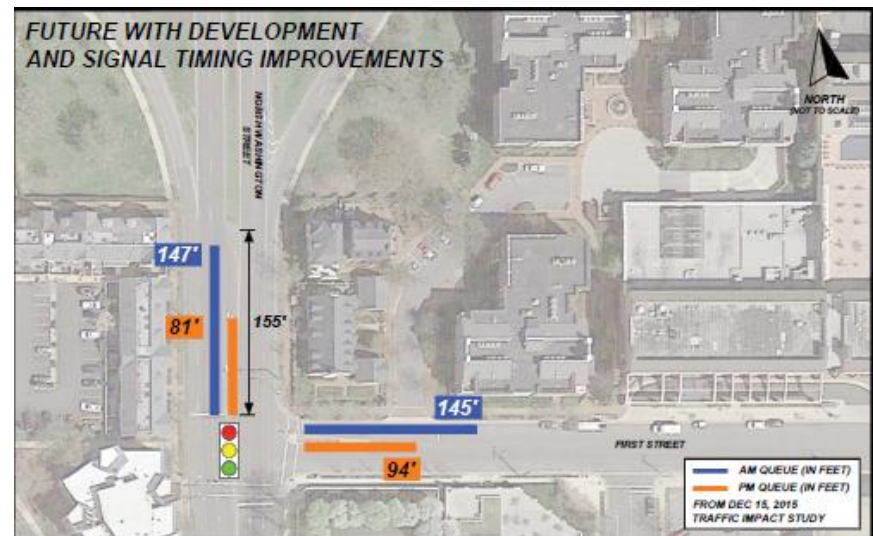 FUTURE WITH DEVELOPMENT
AND SIGNAL TIMING IMPROVEMENTS
NORTH WASHINGTON
STREET
NORTH
(NOT TO SCALE)
147'
81'
155'
145'
94'
FIRST STREET
AM QUEUE (IN FEET)
PM QUEUE (IN FEET)
FROM DEC 15, 2015
TRAFFIC IMPACT STUDY